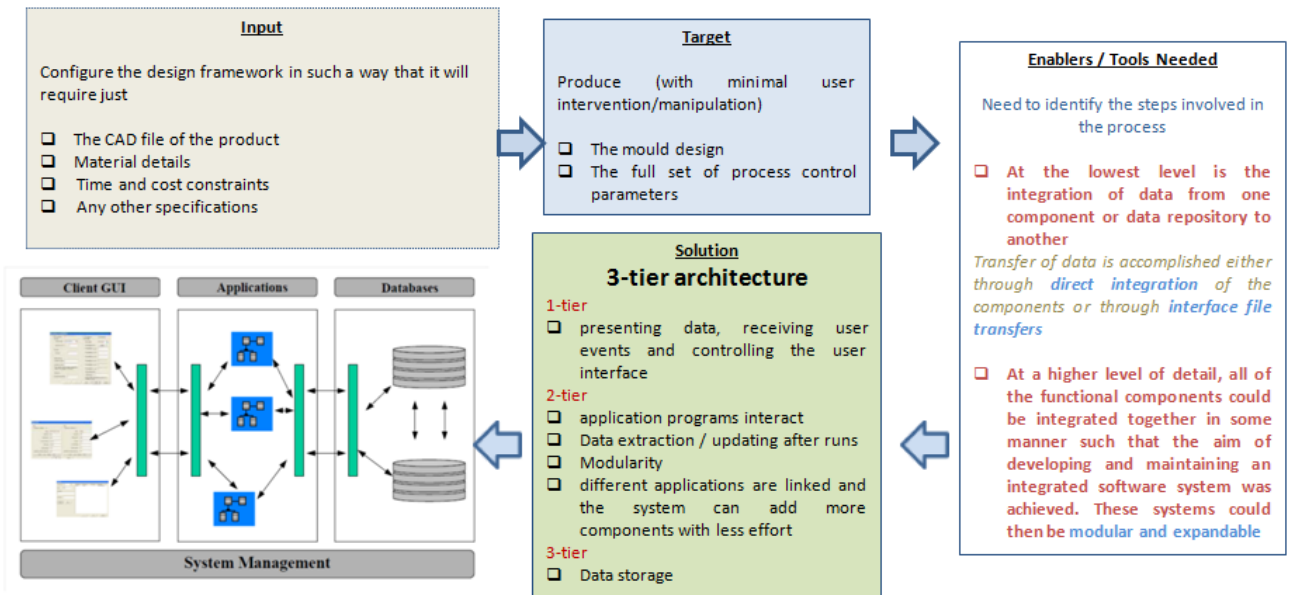 Input
Configure the design framework in such a way that it will
require just
❑ The CAD file of the product
❑ Material details
❑ Time and cost constraints
❑ Any other specifications
Target
Produce (with minimal user
intervention/manipulation)
❑ The mould design
❑ The full set of process control
parameters
Enablers / Tools Needed
Need to identify the steps involved in
the process
❑ At the lowest level is the
integration of data from one
component or data repository to
another
Transfer of data is accomplished either
through direct integration of the
components or through interface file
transfers
❑ At a higher level of detail, all of
the functional components could
be integrated together in some
manner such that the aim of
developing and maintaining an
integrated software system was
achieved. These systems could
then be modular and expandable
Solution
3-tier architecture
1-tier
❑ presenting data, receiving user
events and controlling the user
interface
2-tier
❑ application programs interact
❑ Data extraction / updating after runs
❑ Modularity
❑ different applications are linked and
the system can add more
components with less effort
3-tier
❑ Data storage
Client GUI
Applications
Databases
System Management